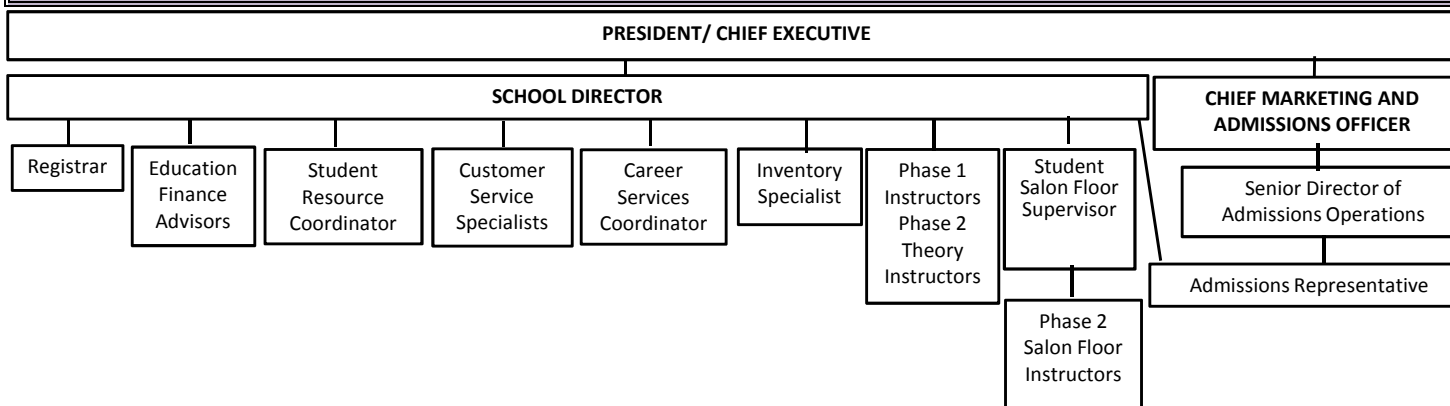 PRESIDENT/ CHIEF EXECUTIVE
SCHOOL DIRECTOR
CHIEF MARKETING AND
ADMISSIONS OFFICER
Registrar
Education
Finance
Advisors
Student
Resource
Coordinator
Customer
Service
Specialists
Career
Services
Coordinator
Inventory
Specialist
Phase 1
Instructors
Phase 2
Theory
Instructors
Student
Salon Floor
Supervisor
Senior Director of
Admissions Operations
Admissions Representative
Phase 2
Salon Floor
Instructors